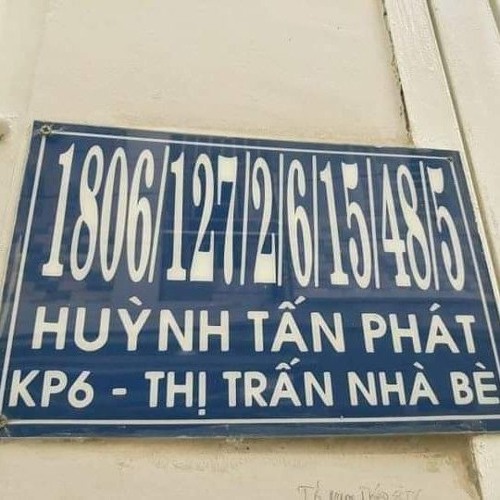 1806/127/2/6/15/48/5
HUỲNH TẤN PHÁT
KP6 - THỊ TRẤN NHÀ BÈ